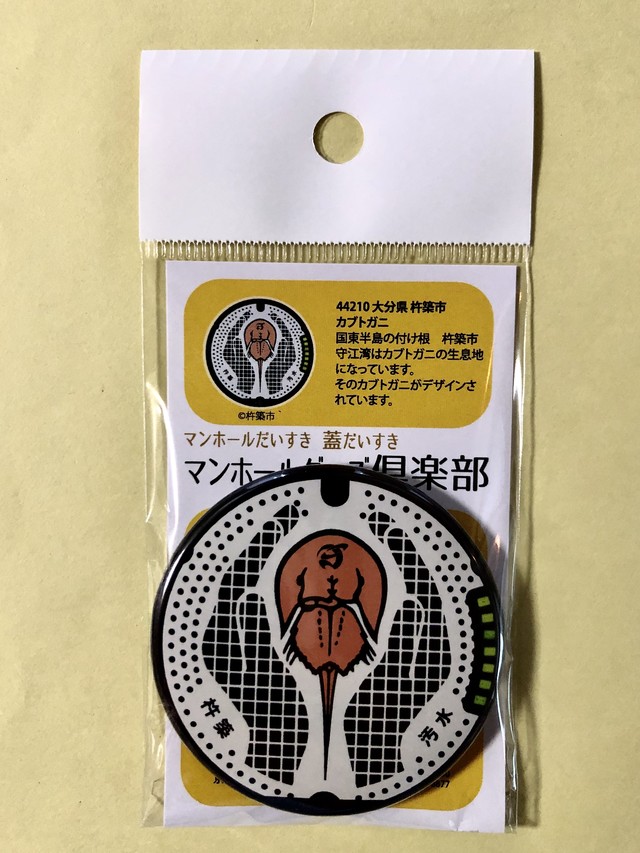 44210 大分県 杵築市
カブトガニ
国東半島の付け根　杵築市
守江湾はカブトガニの生息地
になっています。
そのカブトガニがデザインさ
れています。
©杵築市
マンホールだいすき 蓋だいすき
マンホールグッズ倶楽部
杵築
汚水